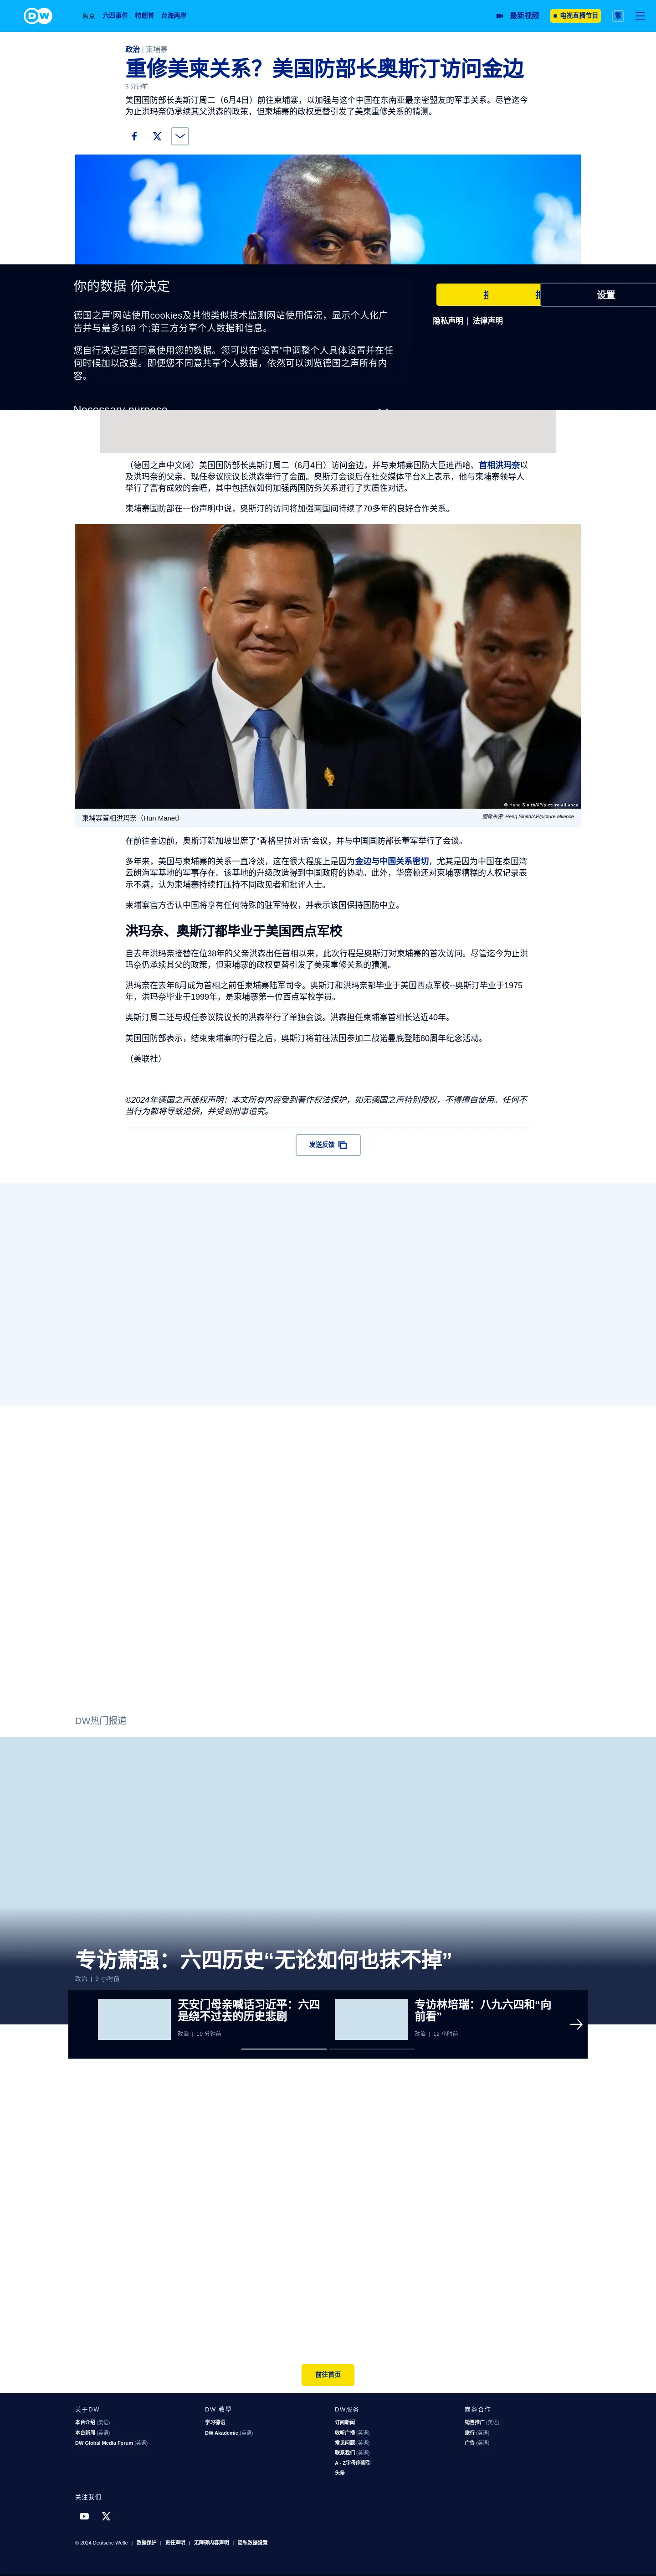 DW
焦点 六四事件 特朗普 台海两岸
最新视频
电视直播节目
繁
政治 | 柬埔寨
重修美柬关系？美国防部长奥斯汀访问金边
3 分钟前
美国国防部长奥斯汀周二（6月4日）前往柬埔寨，以加强与这个中国在东南亚最亲密盟友的军事关系。尽管迄今
为止洪玛奈仍承续其父洪森的政策，但柬埔寨的政权更替引发了美柬重修关系的猜测。
你的数据 你决定
德国之声'网站使用cookies及其他类似技术监测网站使用情况，显示个人化广
告并与最多168 个;第三方分享个人数据和信息。
您自行决定是否同意使用您的数据。您可以在“设置”中调整个人具体设置并在任
何时候加以改变。即便您不同意共享个人数据，依然可以浏览德国之声所有内
容。
Necessary purpose
设置
隐私声明 | 法律声明
（德国之声中文网）美国国防部长奥斯汀周二（6月4日）访问金边，并与柬埔寨国防大臣迪西哈、首相洪玛奈以
及洪玛奈的父亲、现任参议院议长洪森举行了会面。奥斯汀会谈后在社交媒体平台X上表示，他与柬埔寨领导人
举行了富有成效的会晤，其中包括就如何加强两国防务关系进行了实质性对话。
柬埔寨国防部在一份声明中说，奥斯汀的访问将加强两国间持续了70多年的良好合作关系。
© Heng Sinith/AP/picture alliance
柬埔寨首相洪玛奈（Hun Manet）
图像来源: Heng Sinith/AP/picture alliance
在前往金边前，奥斯汀新加坡出席了“香格里拉对话”会议，并与中国国防部长董军举行了会谈。
多年来，美国与柬埔寨的关系一直冷淡，这在很大程度上是因为金边与中国关系密切，尤其是因为中国在泰国湾
云朗海军基地的军事存在。该基地的升级改造得到中国政府的协助。此外，华盛顿还对柬埔寨糟糕的人权记录表
示不满，认为柬埔寨持续打压持不同政见者和批评人士。
柬埔寨官方否认中国将享有任何特殊的驻军特权，并表示该国保持国防中立。
洪玛奈、奥斯汀都毕业于美国西点军校
自去年洪玛奈接替在位38年的父亲洪森出任首相以来，此次行程是奥斯汀对柬埔寨的首次访问。尽管迄今为止洪
玛奈仍承续其父的政策，但柬埔寨的政权更替引发了美柬重修关系的猜测。
洪玛奈在去年8月成为首相之前任柬埔寨陆军司令。奥斯汀和洪玛奈都毕业于美国西点军校--奥斯汀毕业于1975
年，洪玛奈毕业于1999年，是柬埔寨第一位西点军校学员。
奥斯汀周二还与现任参议院议长的洪森举行了单独会谈。洪森担任柬埔寨首相长达近40年。
美国国防部表示，结束柬埔寨的行程之后，奥斯汀将前往法国参加二战诺曼底登陆80周年纪念活动。
（美联社）
©2024年德国之声版权声明：本文所有内容受到著作权法保护，如无德国之声特别授权，不得擅自使用。任何不
当行为都将导致追偿，并受到刑事追究。
发送反馈
DW热门报道
专访萧强：六四历史“无论如何也抹不掉”
政治 | 9 小时前
天安门母亲喊话习近平：六四
是绕不过去的历史悲剧
政治 | 10 分钟前
专访林培瑞：八九六四和“向
前看”
政治 | 12 小时前
前往首页
关于DW
本台介绍 (英语)
本台新闻 (英语)
DW Global Media Forum (英语)
DW 教學
学习德语
DW Akademie (英语)
DW服务
订阅新闻
收听广播 (英语)
常见问题 (英语)
联系我们 (英语)
A - Z字母序索引
头条
商务合作
销售推广 (英语)
旅行 (英语)
广告 (英语)
关注我们
© 2024 Deutsche Welle | 数据保护 | 责任声明 | 无障碍内容声明 | 隐私数据设置